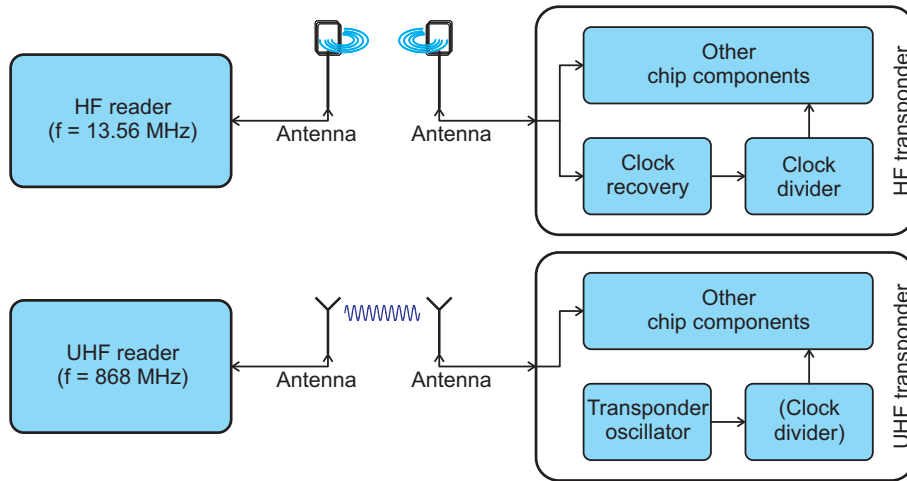 HF reader
(f = 13.56 MHz)
Antenna
Antenna
Other
chip components
Clock
recovery
Clock
divider
HF transponder
UHF reader
(f = 868 MHz)
Antenna
Antenna
Other
chip components
Transponder
oscillator
(Clock
divider)
UHF transponder